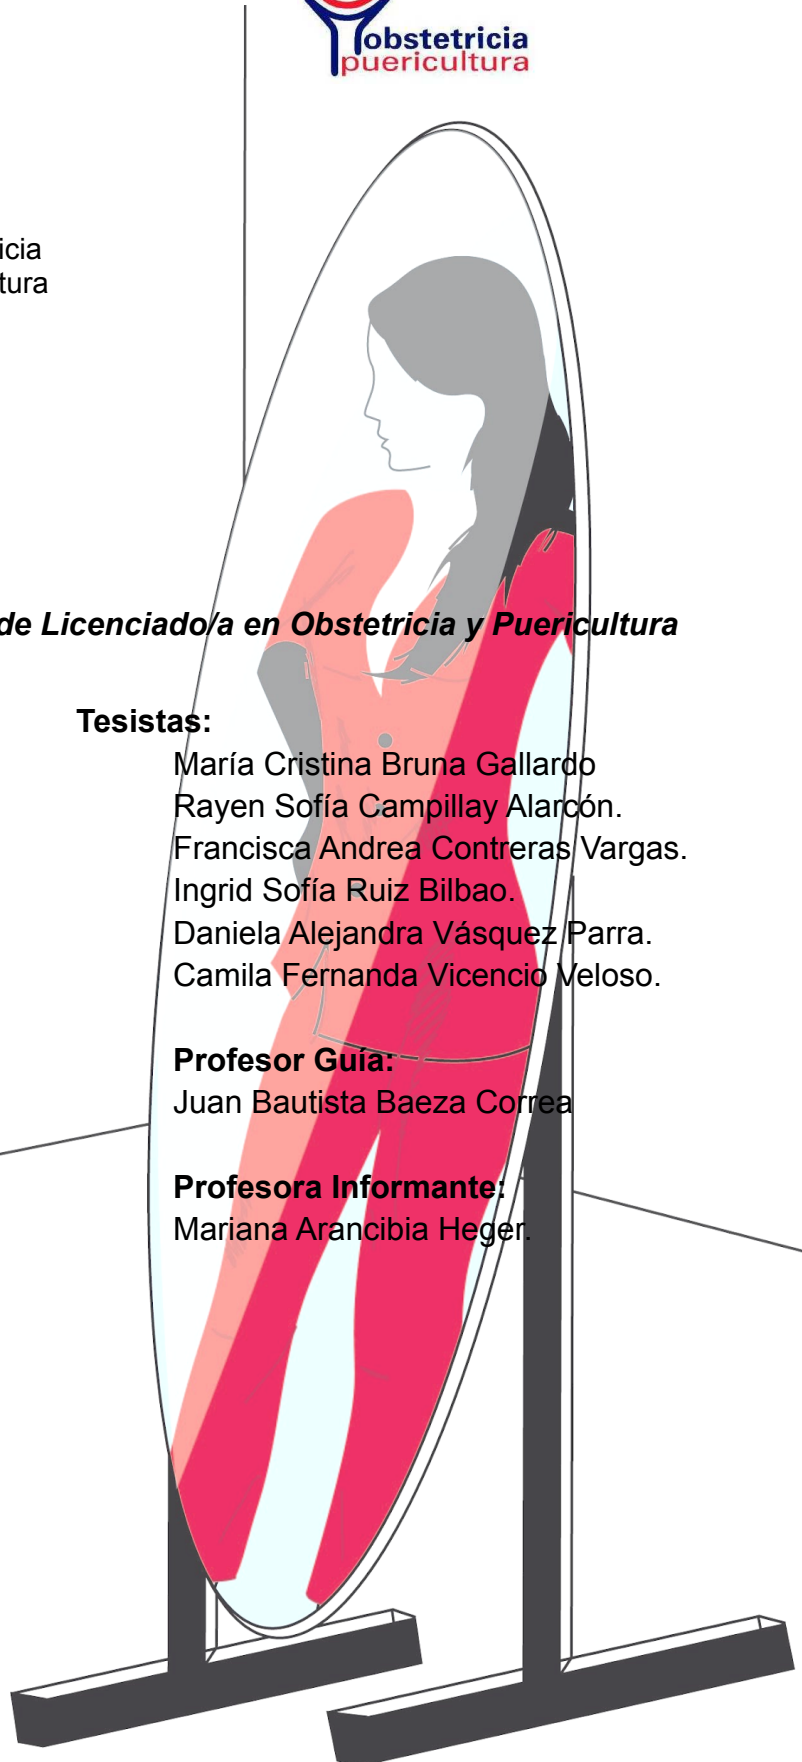 obstetricia
puericultura
icia
tura
de Licenciado/a en Obstetricia y Puericultura
Tesistas:
María Cristina Bruna Gallardo
Rayen Sofía Campillay Alarcón.
Francisca Andrea Contreras Vargas.
Ingrid Sofía Ruiz Bilbao.
Daniela Alejandra Vásquez Parra.
Camila Fernanda Vicencio Veloso.
Profesor Guía:
Juan Bautista Baeza Correa
Profesora Informante:
Mariana Arancibia Heger.